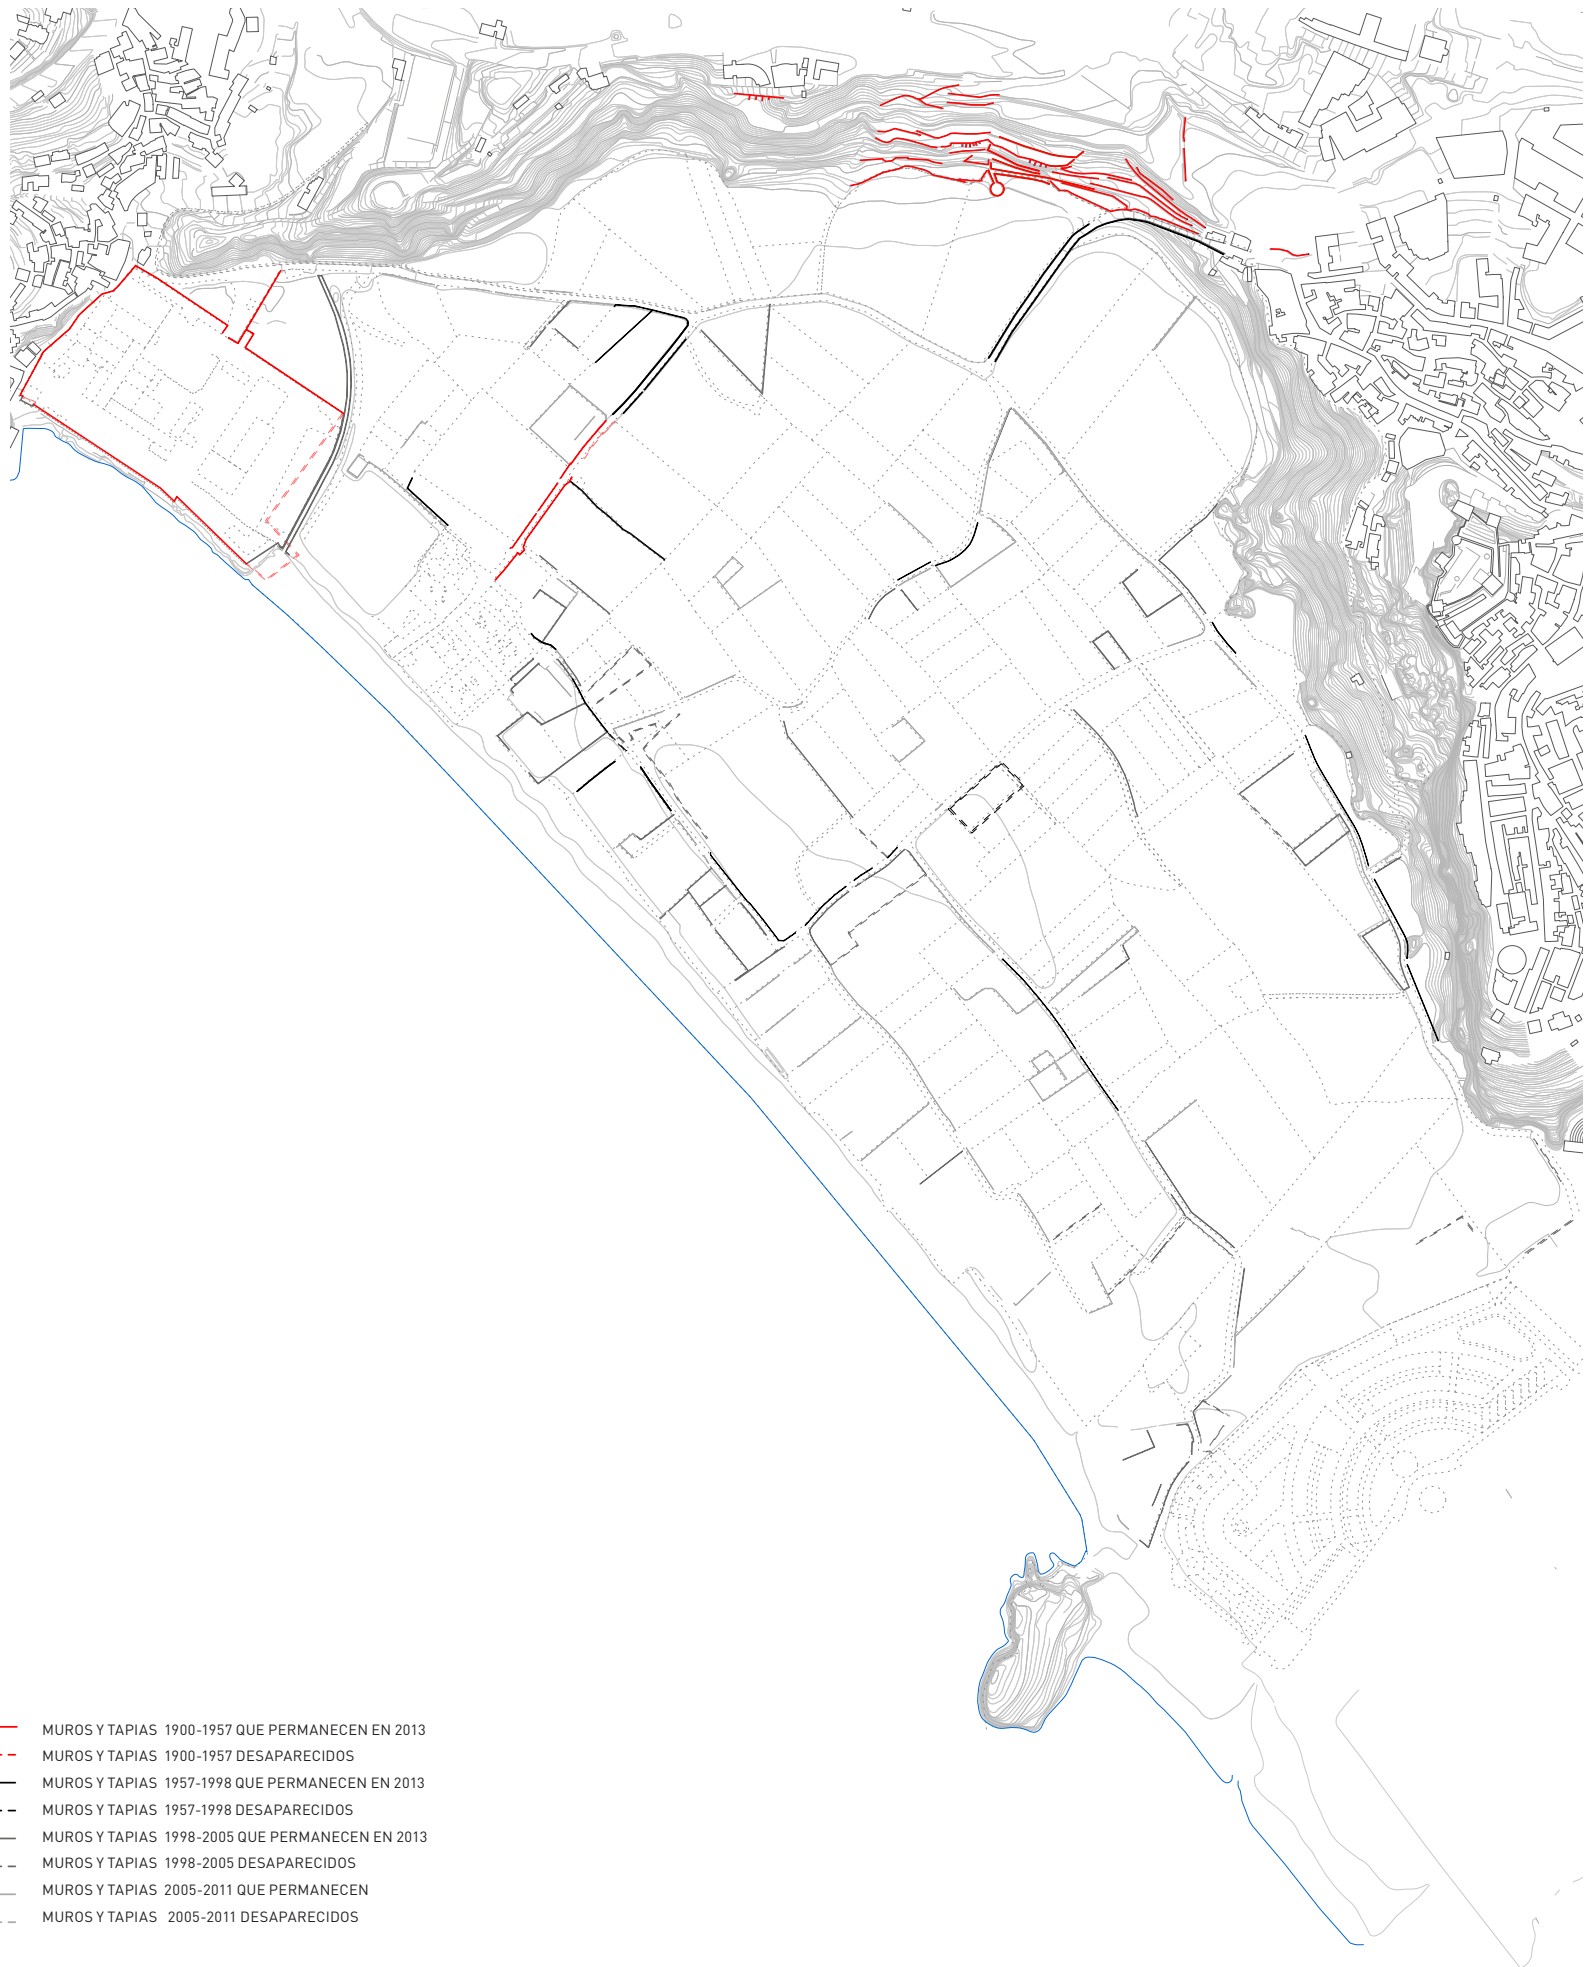 MUROS Y TAPIAS 1900-1957 QUE PERMANECEN EN 2013
MUROS Y TAPIAS 1900-1957 DESAPARECIDOS
MUROS Y TAPIAS 1957-1998 QUE PERMANECEN EN 2013
MUROS Y TAPIAS 1957-1998 DESAPARECIDOS
MUROS Y TAPIAS 1998-2005 QUE PERMANECEN EN 2013
MUROS Y TAPIAS 1998-2005 DESAPARECIDOS
MUROS Y TAPIAS 2005-2011 QUE PERMANECEN
MUROS Y TAPIAS 2005-2011 DESAPARECIDOS